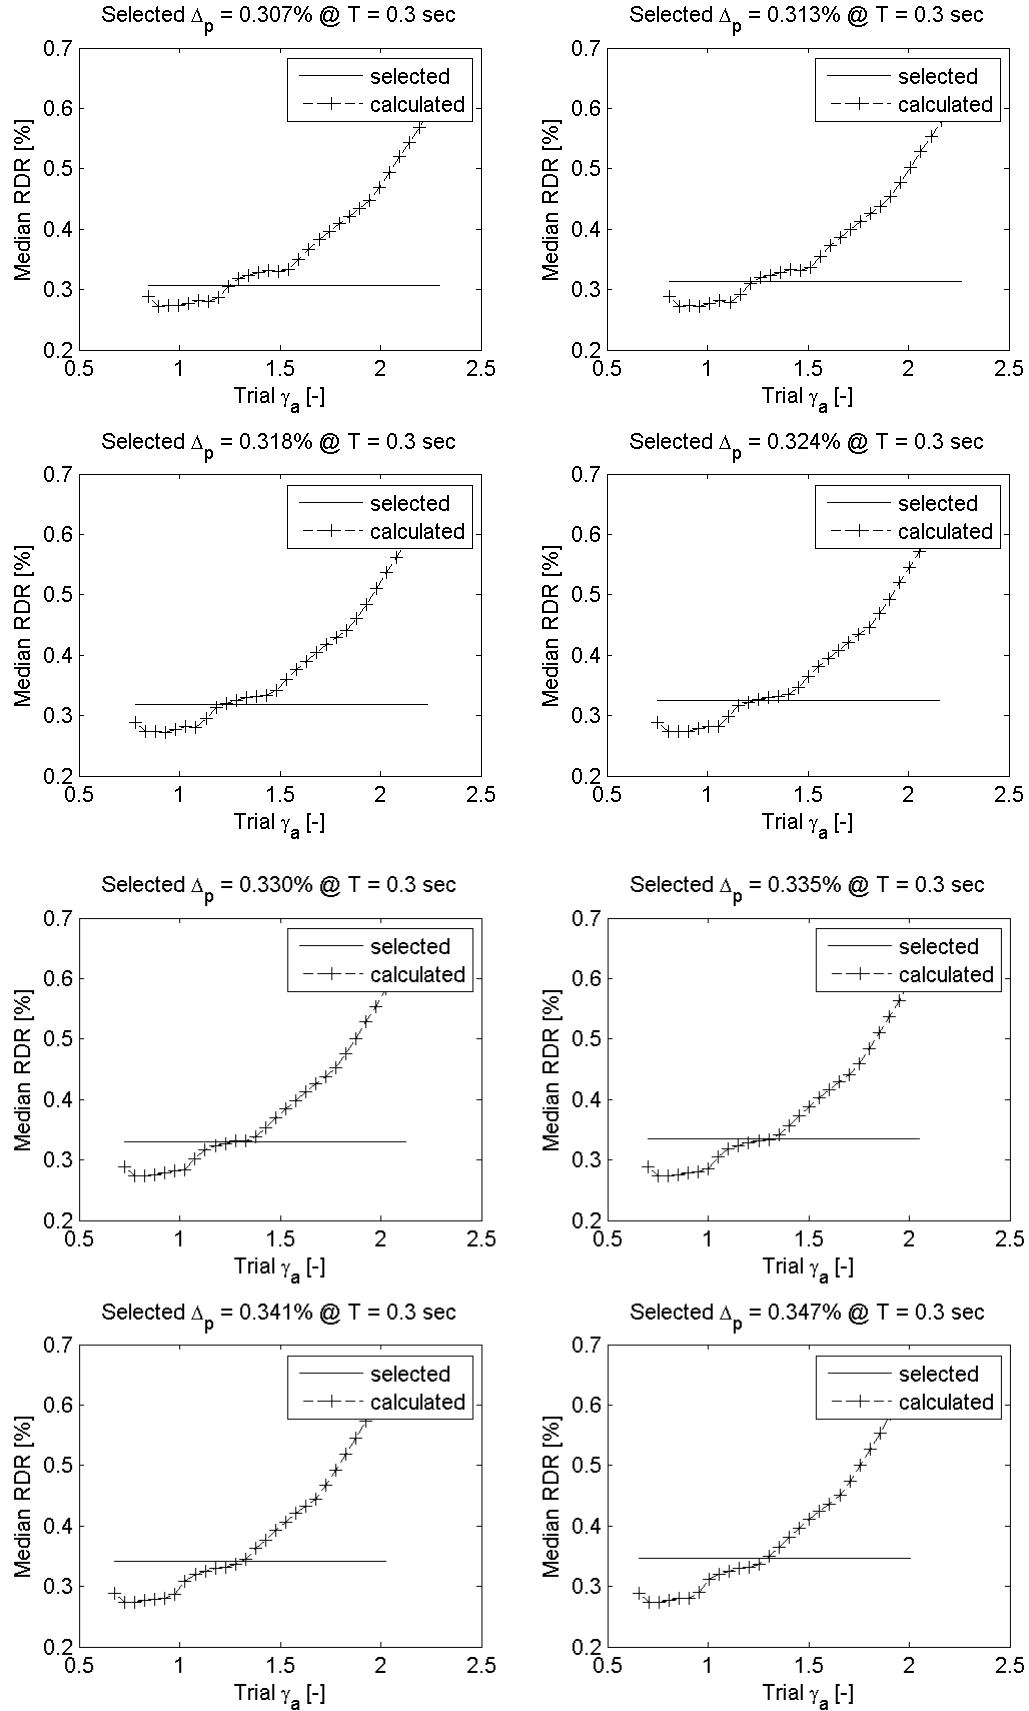 Selected Δp = 0.307% @ T = 0.3 sec
0.7
0.6
0.5
0.4
0.3
0.2
Median RDR [%]
selected
calculated
0.5 1 1.5 2 2.5
Trial γa [-]
Selected Δp = 0.313% @ T = 0.3 sec
0.7
0.6
0.5
0.4
0.3
0.2
Median RDR [%]
selected
calculated
0.5 1 1.5 2 2.5
Trial γa [-]
Selected Δp = 0.318% @ T = 0.3 sec
0.7
0.6
0.5
0.4
0.3
0.2
Median RDR [%]
selected
calculated
0.5 1 1.5 2 2.5
Trial γa [-]
Selected Δp = 0.324% @ T = 0.3 sec
0.7
0.6
0.5
0.4
0.3
0.2
Median RDR [%]
selected
calculated
0.5 1 1.5 2 2.5
Trial γa [-]
Selected Δp = 0.330% @ T = 0.3 sec
0.7
0.6
0.5
0.4
0.3
0.2
Median RDR [%]
selected
calculated
0.5 1 1.5 2 2.5
Trial γa [-]
Selected Δp = 0.335% @ T = 0.3 sec
0.7
0.6
0.5
0.4
0.3
0.2
Median RDR [%]
selected
calculated
0.5 1 1.5 2 2.5
Trial γa [-]
Selected Δp = 0.341% @ T = 0.3 sec
0.7
0.6
0.5
0.4
0.3
0.2
Median RDR [%]
selected
calculated
0.5 1 1.5 2 2.5
Trial γa [-]
Selected Δp = 0.347% @ T = 0.3 sec
0.7
0.6
0.5
0.4
0.3
0.2
Median RDR [%]
selected
calculated
0.5 1 1.5 2 2.5
Trial γa [-]